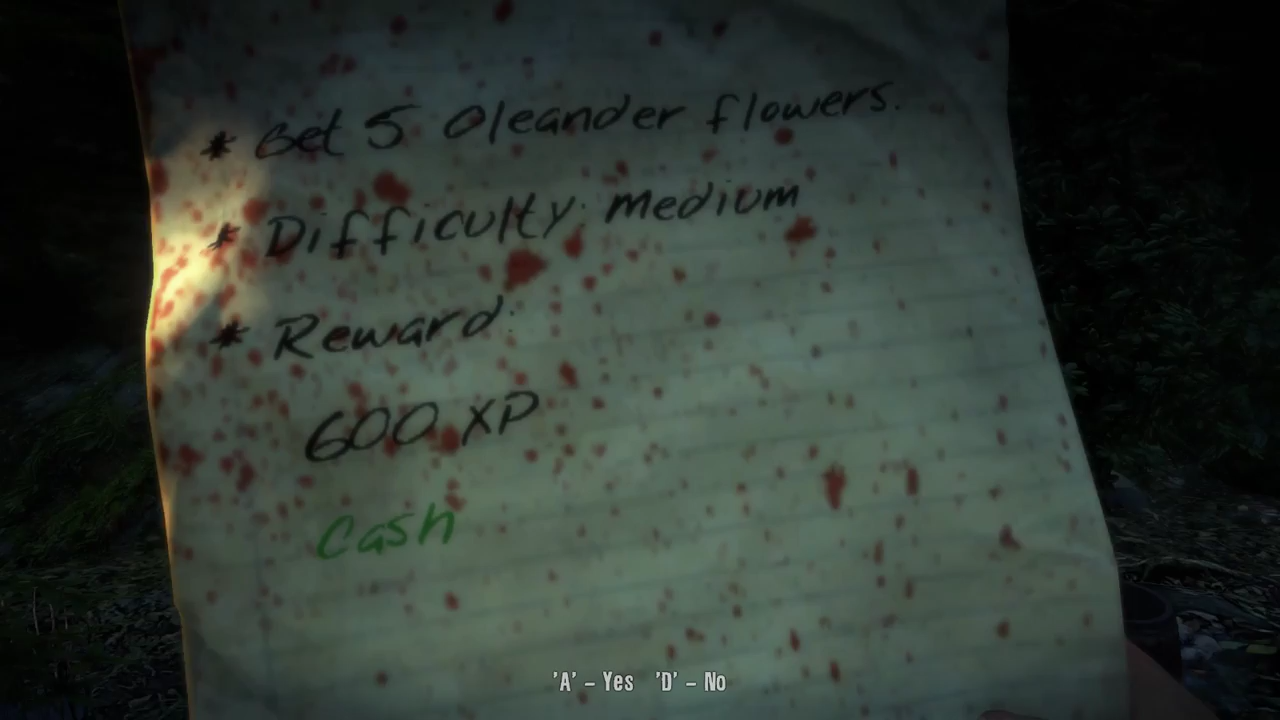 * Get 5 Oleander flowers.
* Difficulty: medium
* Reward:
600 XP
Cash
'A' – Yes 'D' – No